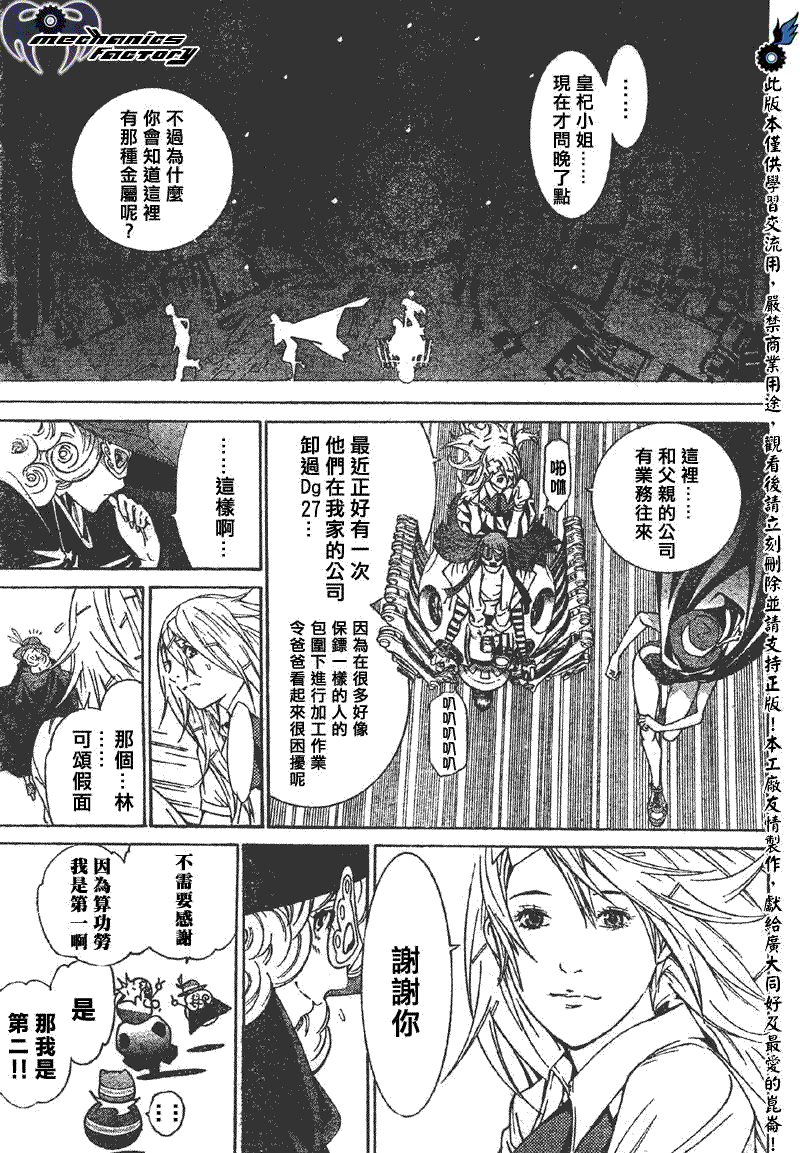 mechanics
Factory
……
皇杞小姐……
現在才問晚了點
不過為什麼
你會知道這裡
有那種金屬呢？
這裡……
和父親的公司
有業務往來
最近正好有一次
他們在我家的公司
卸過Dg
27…
因為在很多好像
保鏢一樣的人的
包圍下進行加工作業
令爸爸看起來很困擾呢
……這樣啊…
那個…林
……
可頌假面
謝謝你
不需要感謝
因為算功勞
我是第一啊
是
那我是
第二!!
…
此版本僅供學習交流用，嚴禁商業用途，觀看後請立刻刪除並請支持正版！本工廠友情製作，獻給廣大同好及最愛的崑崙！